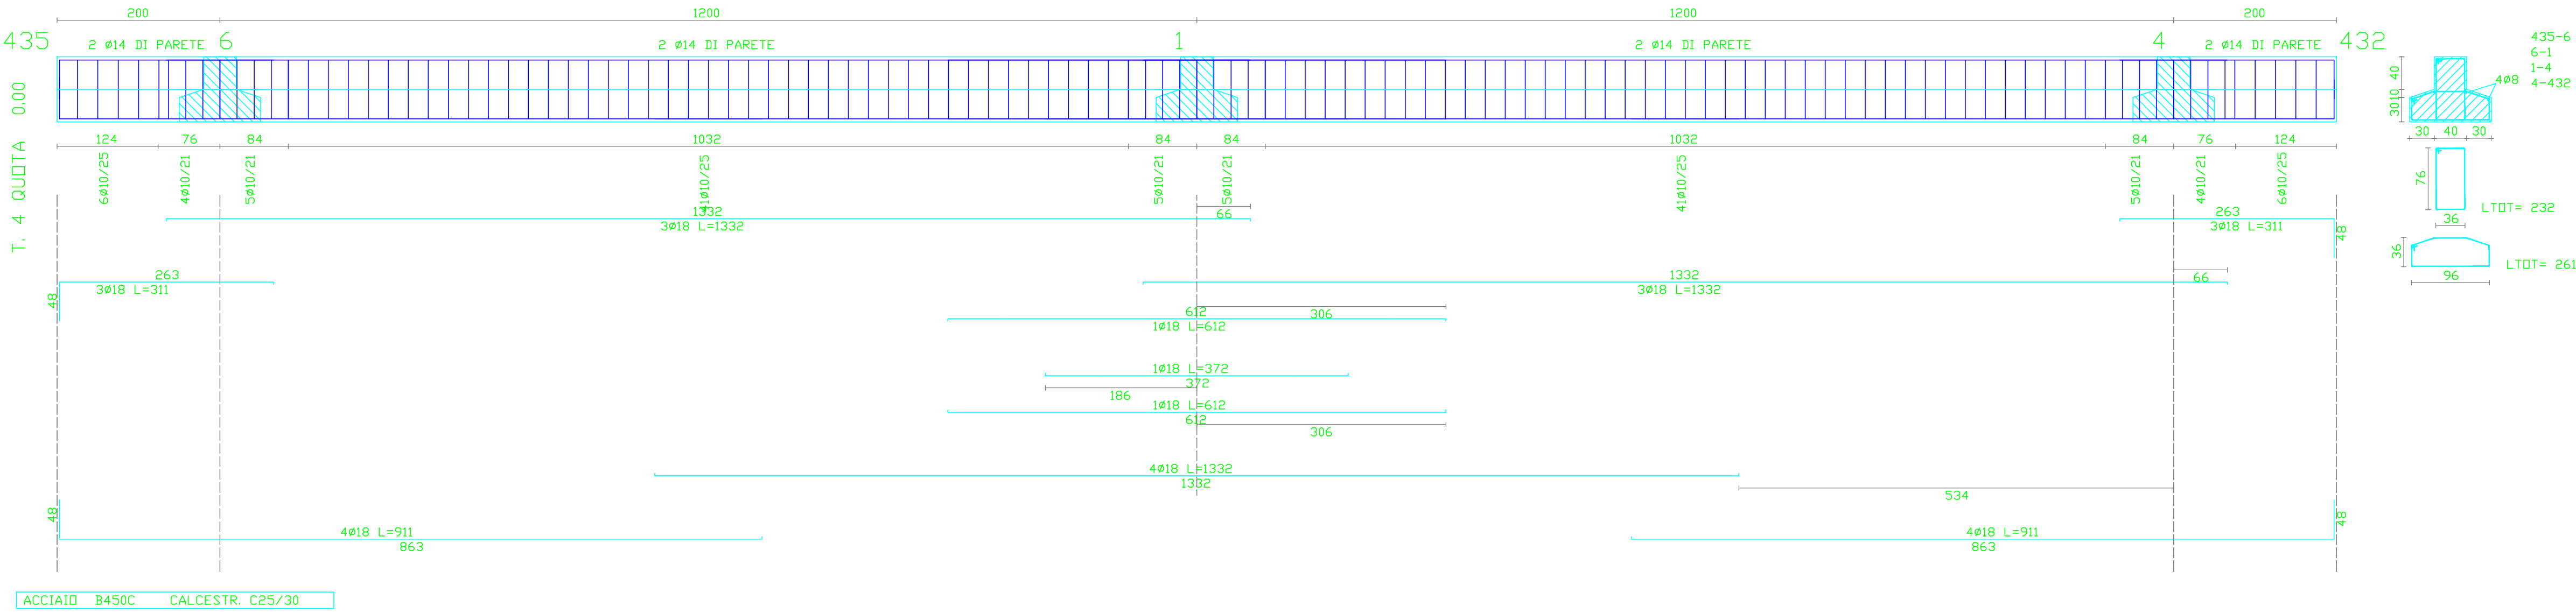 200 1200 1200 200
435 2 ø14 DI PARETE 6 2 ø14 DI PARETE 1 2 ø14 DI PARETE 4 2 ø14 DI PARETE 432
435-6
6-1
1-4
4-432
4ø8
40
10
30
30 40 30
T. 4 QUOTA 0.00
124 76 84 1032 84 84 1032 84 76 124
6ø10/25 4ø10/21 5ø10/21 41ø10/25 5ø10/21 5ø10/21 41ø10/25 5ø10/21 4ø10/21 6ø10/25
76
36
LTOT= 232
36
96
LTOT= 261
1332 66 263
3ø18 L=1332 3ø18 L=311
48
263 1332 66
3ø18 L=311 3ø18 L=1332
48
612 306
1ø18 L=612
1ø18 L=372
372
186
1ø18 L=612
612
306
4ø18 L=1332
1332
534
48 48
4ø18 L=911 4ø18 L=911
863 863
ACCIAIO B450C CALCESTR. C25/30